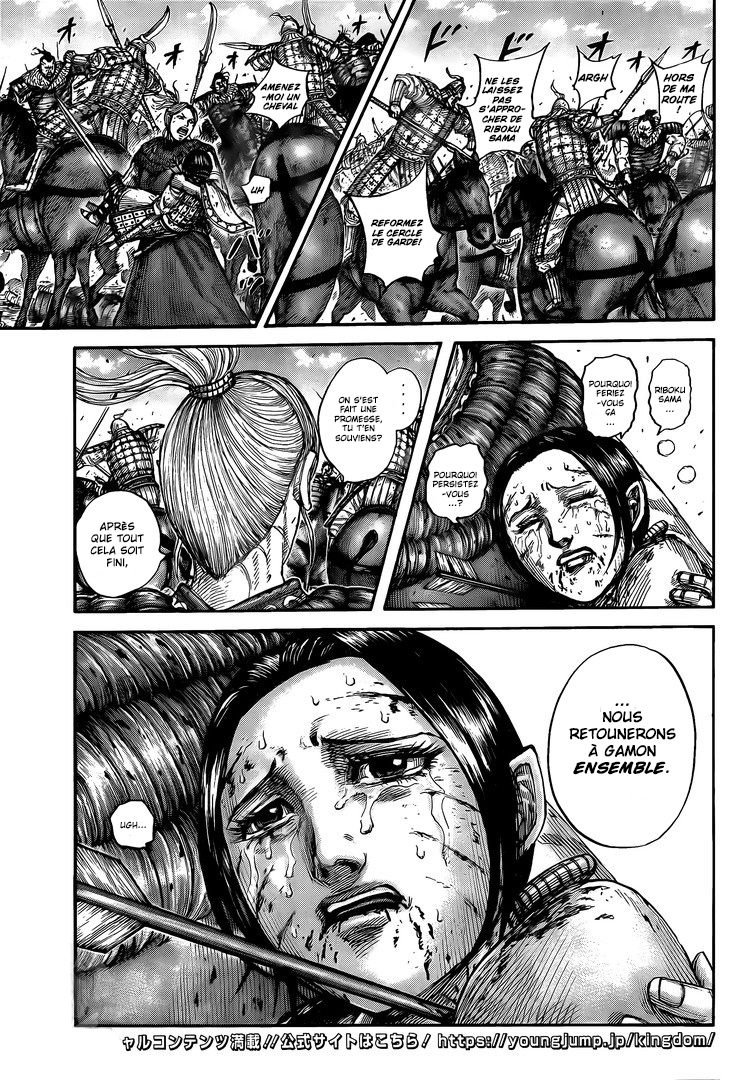 HORS
DE MA
ROUTE !
ARGH
NE LES
LAISSEZ
PAS
S'APPRO-
CHER DE
RIBOKU
SAMA
REFORMEZ
LE CERCLE
DE GARDE!
ドドド
AMENEZ
-MOI UN
CHEVAL
UH
オオオ
RIBOKU
SAMA...
POURQUOI
FERIEZ
-VOUS
ÇA
...
POURQUOI
PERSISTEZ
-VOUS
...?
...
ON S'EST
FAIT UNE
PROMESSE,
TU T'EN
SOUVIENS?
APRÈS
QUE TOUT
CELA SOIT
FINI,
...
NOUS
RETOUNERONS
À GAMON
ENSEMBLE.
UGH...
ャルコンテンツ満載!!公式サイトはこちら! https://youngjump.jp/kingdom/